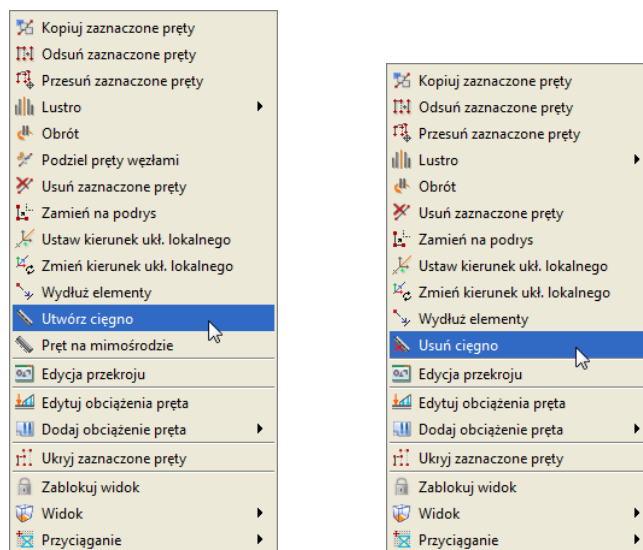 Kopiuj zaznaczone pręty
Odsuń zaznaczone pręty
Przesuń zaznaczone pręty
Lustro
Obrót
Podziel pręty węzłami
Usuń zaznaczone pręty
Zamień na podrys
Ustaw kierunek ukł. lokalnego
Zmień kierunek ukł. lokalnego
Wydłuż elementy
Utwórz cięgno
Pręt na mimośrodzie
Edycja przekroju
Edytuj obciążenia pręta
Dodaj obciążenie pręta
Ukryj zaznaczone pręty
Zablokuj widok
Widok
Przyciąganie
Kopiuj zaznaczone pręty
Odsuń zaznaczone pręty
Przesuń zaznaczone pręty
Lustro
Obrót
Usuń zaznaczone pręty
Zamień na podrys
Ustaw kierunek ukł. lokalnego
Zmień kierunek ukł. lokalnego
Wydłuż elementy
Usuń cięgno
Edycja przekroju
Edytuj obciążenia pręta
Dodaj obciążenie pręta
Ukryj zaznaczone pręty
Zablokuj widok
Widok
Przyciąganie